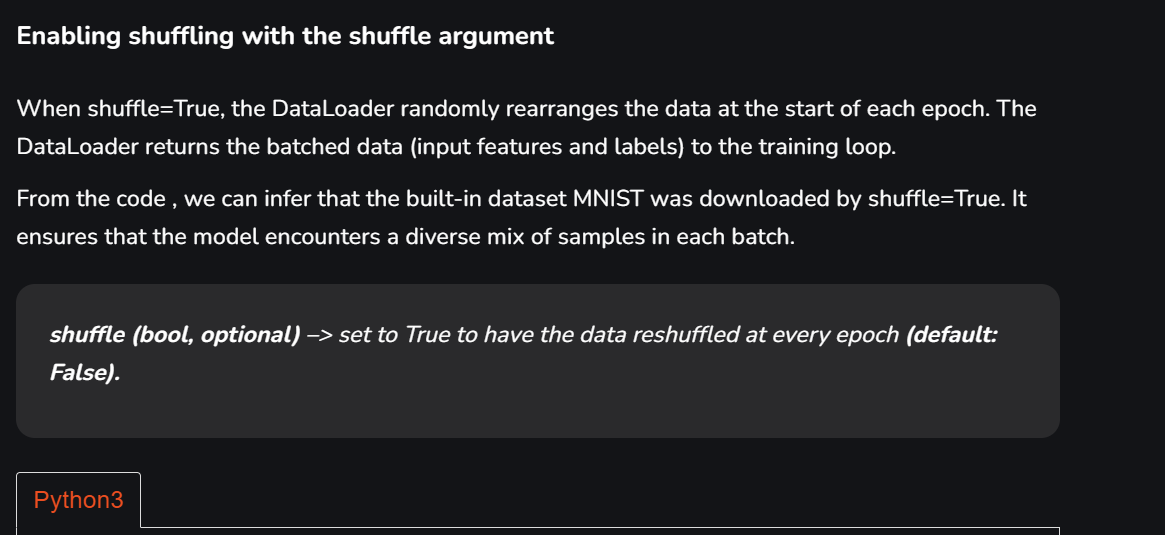 Enabling shuffling with the shuffle argument
When shuffle=True, the DataLoader randomly rearranges the data at the start of each epoch. The
DataLoader returns the batched data (input features and labels) to the training loop.
From the code , we can infer that the built-in dataset MNIST was downloaded by shuffle=True. It
ensures that the model encounters a diverse mix of samples in each batch.
shuffle (bool, optional) –> set to True to have the data reshuffled at every epoch (default:
False).
Python3